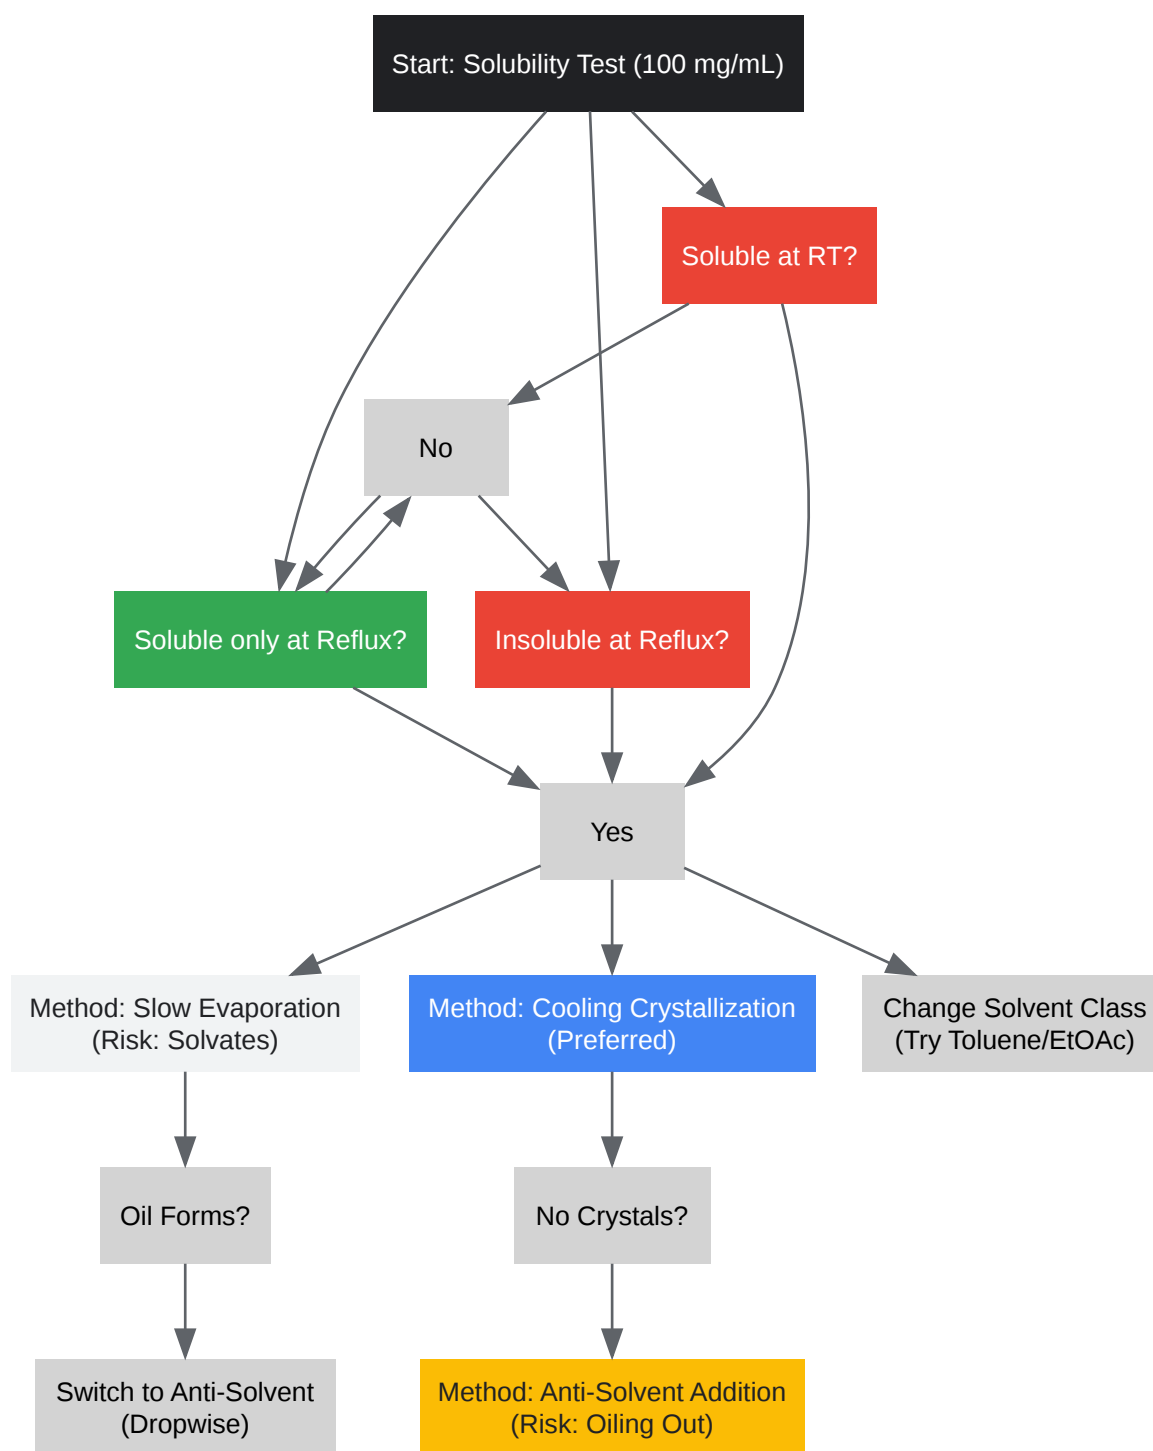 Start: Solubility Test (100 mg/mL)
Soluble at RT?
No
Soluble only at Reflux?
Insoluble at Reflux?
Yes
Method: Slow Evaporation
(Risk: Solvates)
Method: Cooling Crystallization
(Preferred)
Change Solvent Class
(Try Toluene/EtOAc)
Oil Forms?
No Crystals?
Switch to Anti-Solvent
(Dropwise)
Method: Anti-Solvent Addition
(Risk: Oiling Out)